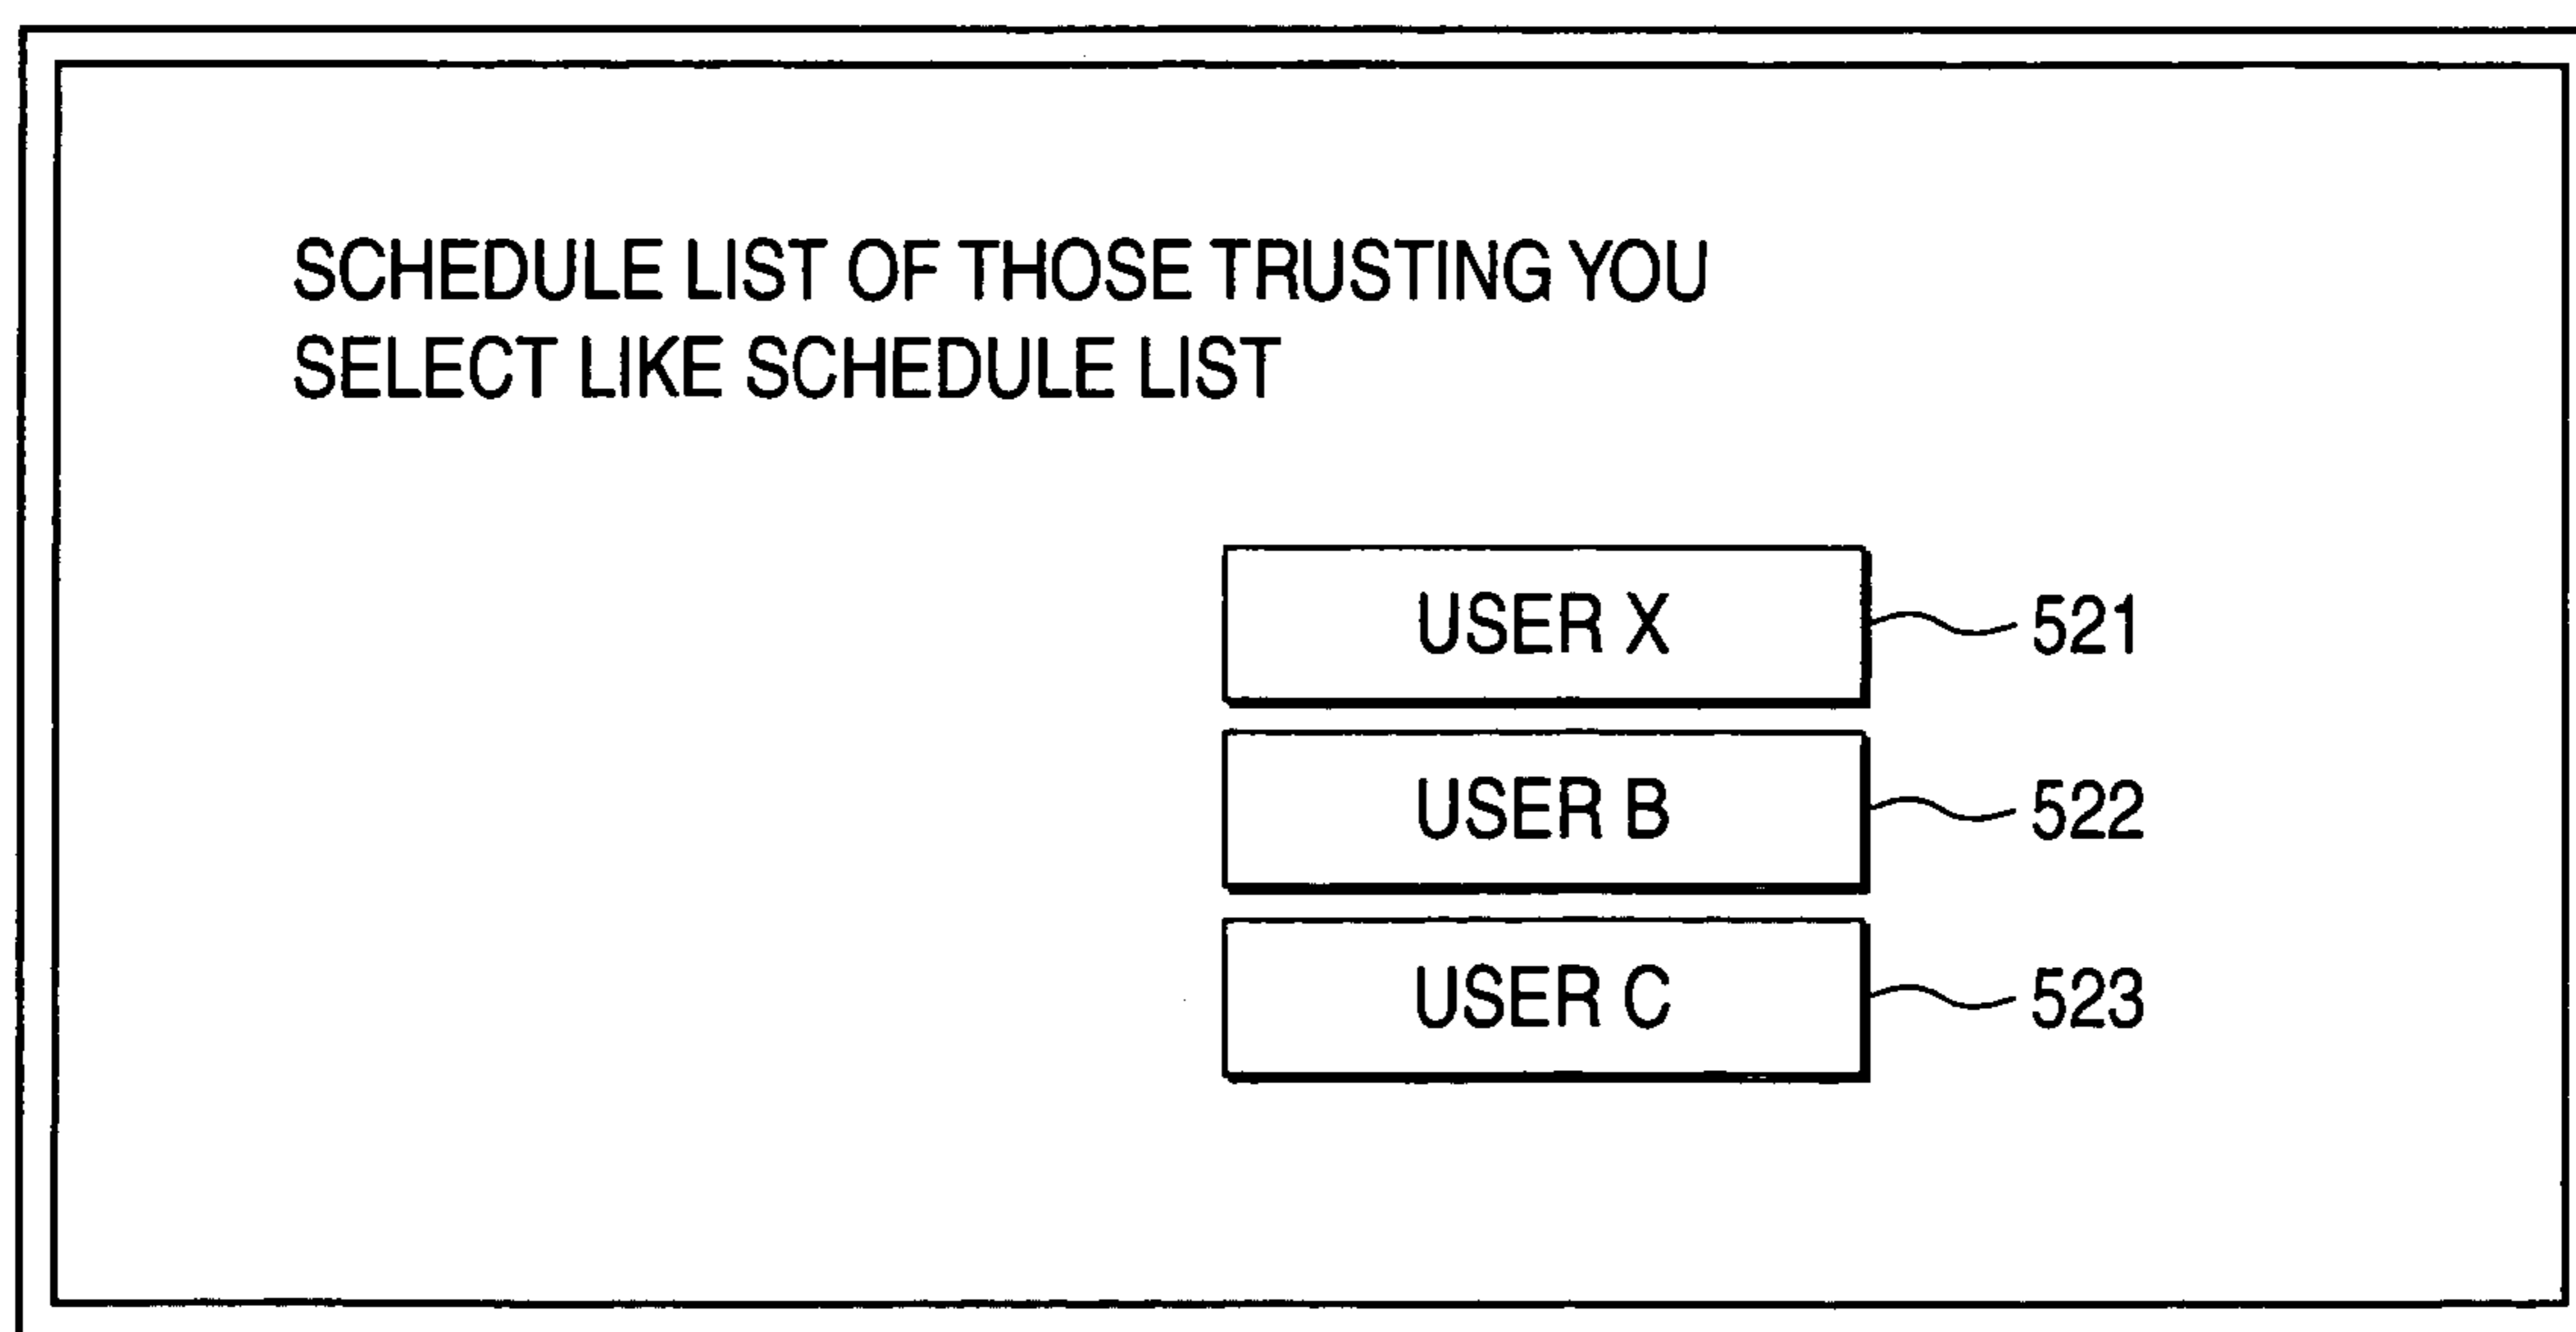 SCHEDULE LIST OF THOSE TRUSTING YOU
SELECT LIKE SCHEDULE LIST
USER X 521
USER B 522
USER C 523